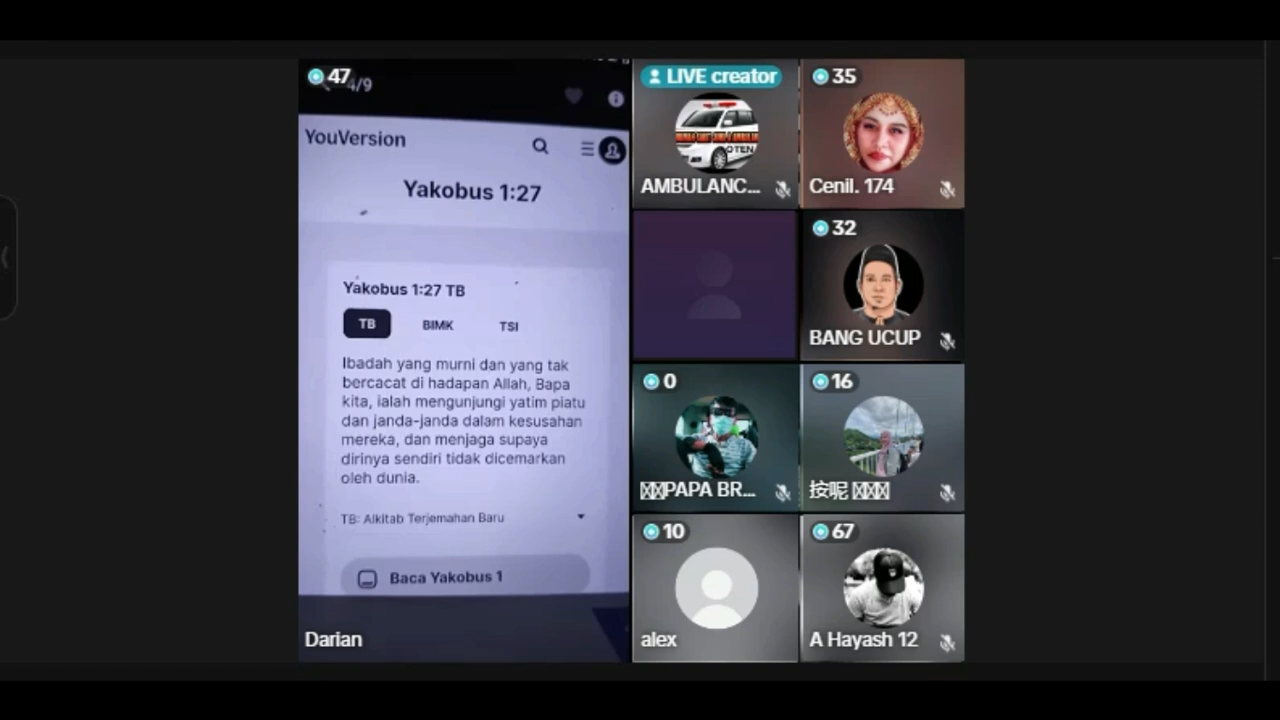 47
4/9
YouVersion
Yakobus 1:27
Yakobus 1:27 TB
TB BIMK TSI
Ibadah yang murni dan yang tak
bercacat di hadapan Allah, Bapa
kita, ialah mengunjungi yatim piatu
dan janda-janda dalam kesusahan
mereka, dan menjaga supaya
dirinya sendiri tidak dicemarkan
oleh dunia.
TB: Alkitab Terjemahan Baru
Baca Yakobus 1
Darian
LIVE creator
AMBULANC...
35
Cenil. 174
32
BANG UCUP
0
PAPA BR...
16
按呢
10
alex
67
A Hayash 12